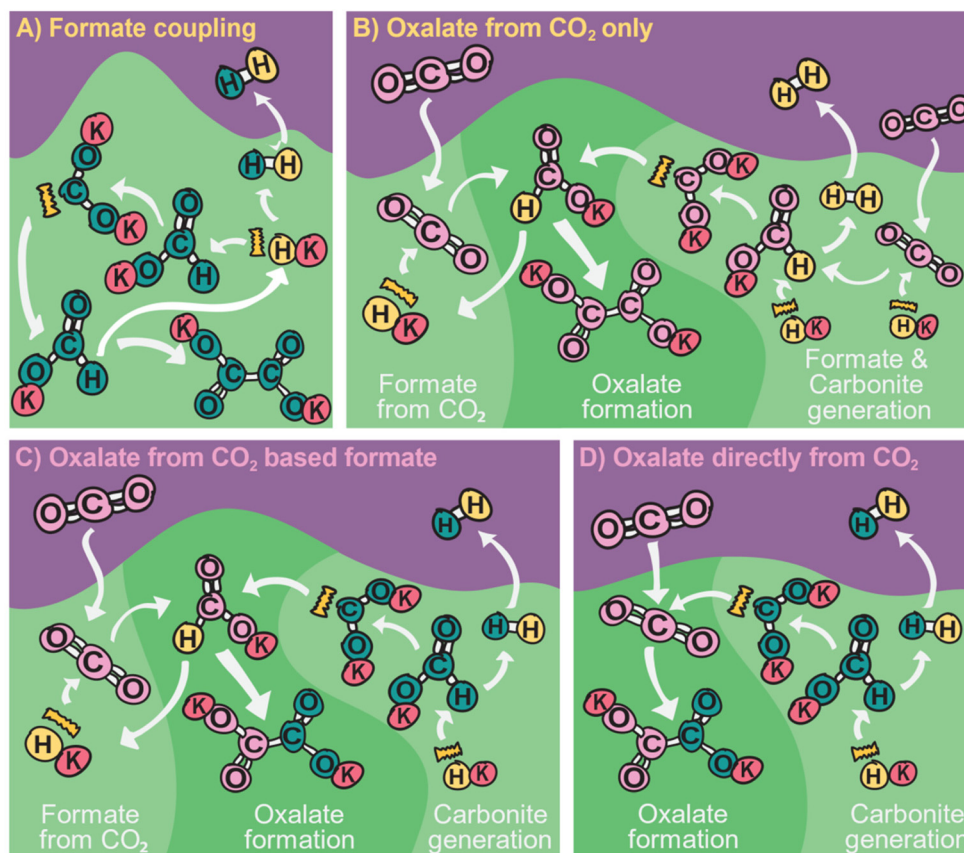 A) Formate coupling
H H
K
O
C
O
K
H H
O
C
K O H
H K
O
C
O H
K
K
O O
C C
O O K
B) Oxalate from CO₂ only
O C O
O
C
H O
K
O C O
H K
K O O
C C
O O K
C O K
O
K
H H
H H
O
C
O H
K
H K
O C O
O C O
H K
Formate
from CO₂
Oxalate
formation
Formate &
Carbonite
generation
C) Oxalate from CO₂ based formate
O C O
O C O
H K
O
C
H O
K
K O O
C C
O O K
C O K
O
K
H H
H H
O
C
O H
K
H K
Formate
from CO₂
Oxalate
formation
Carbonite
generation
D) Oxalate directly from CO₂
O C O
O C O
K O O
C C
O O K
C O K
O
K
H H
H H
O
C
K O H
H K
Oxalate
formation
Carbonite
generation